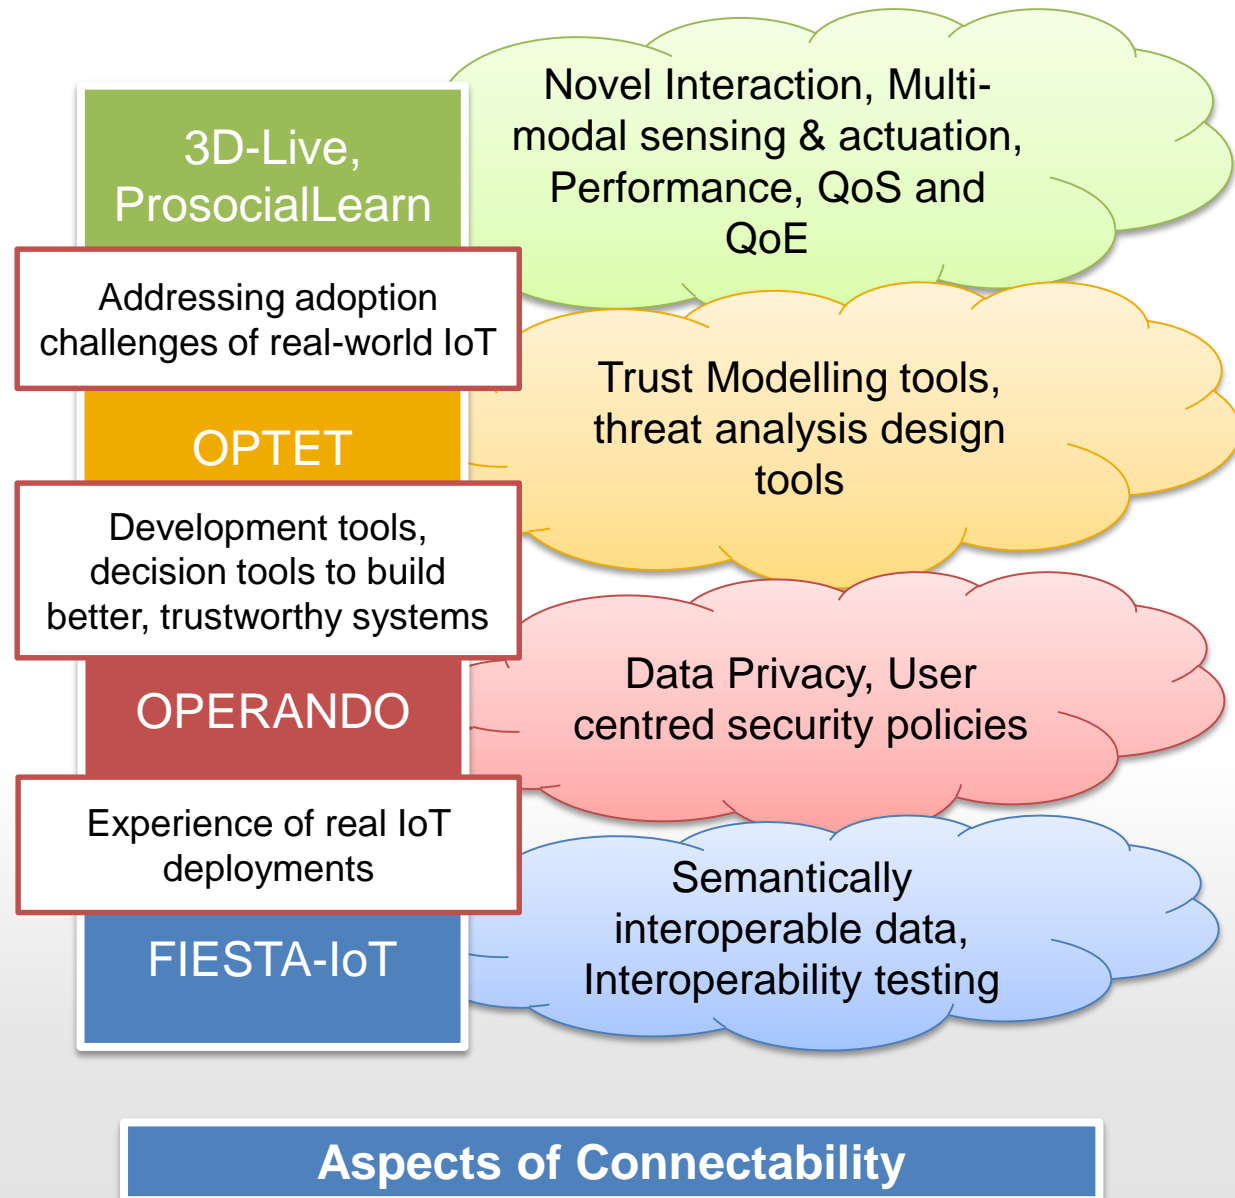 3D-Live,
ProsocialLearn
Novel Interaction, Multi-
modal sensing & actuation,
Performance, QoS and
QoE
Addressing adoption
challenges of real-world IoT
OPTET
Trust Modelling tools,
threat analysis design
tools
Development tools,
decision tools to build
better, trustworthy systems
OPERANDO
Data Privacy, User
centred security policies
Experience of real IoT
deployments
FIESTA-IoT
Semantically
interoperable data,
Interoperability testing
Aspects of Connectability